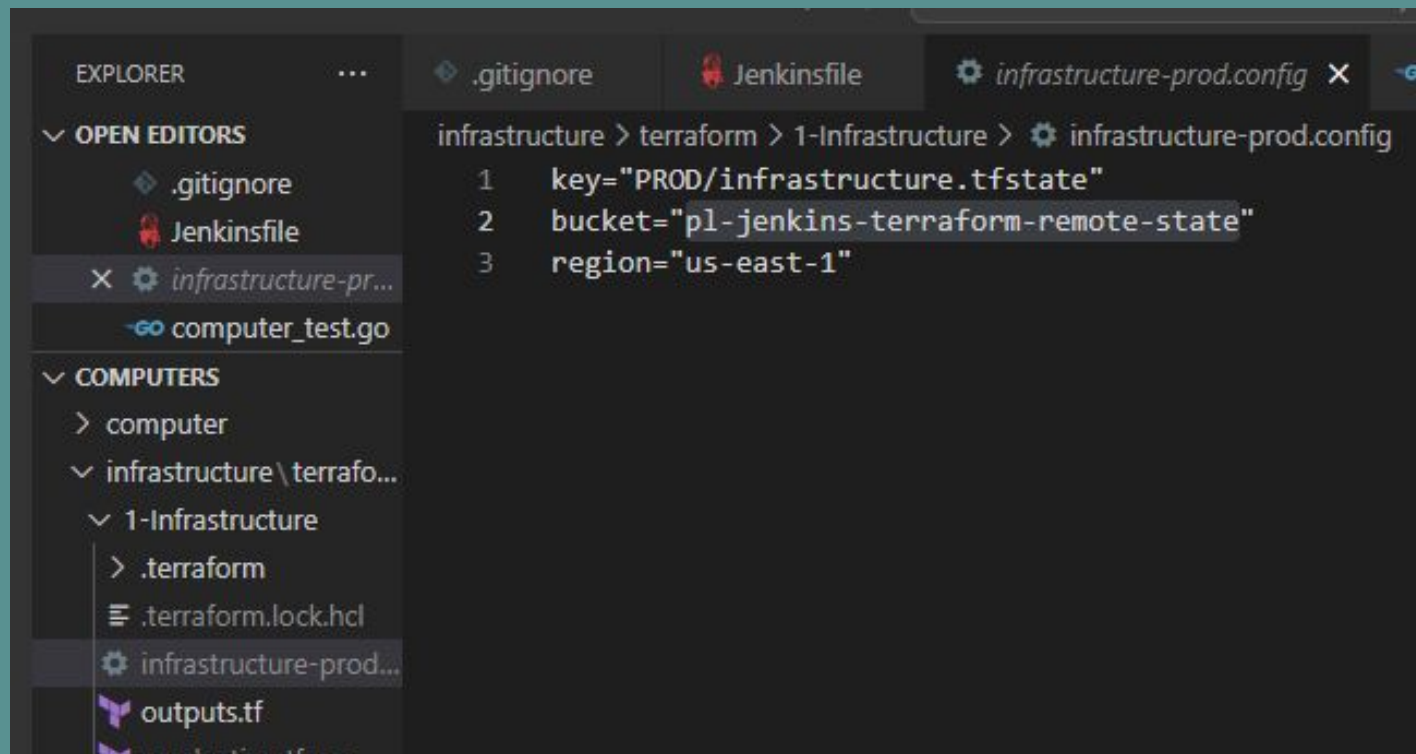 EXPLORER ...
OPEN EDITORS
.gitignore
Jenkinsfile
infrastructure-pr...
GO computer_test.go
COMPUTERS
computer
infrastructure\terrafo...
1-Infrastructure
.terraform
.terraform.lock.hcl
infrastructure-prod...
outputs.tf
.gitignore Jenkinsfile infrastructure-prod.config
infrastructure > terraform > 1-Infrastructure > infrastructure-prod.config
1 key="PROD/infrastructure.tfstate"
2 bucket="pl-jenkins-terraform-remote-state"
3 region="us-east-1"